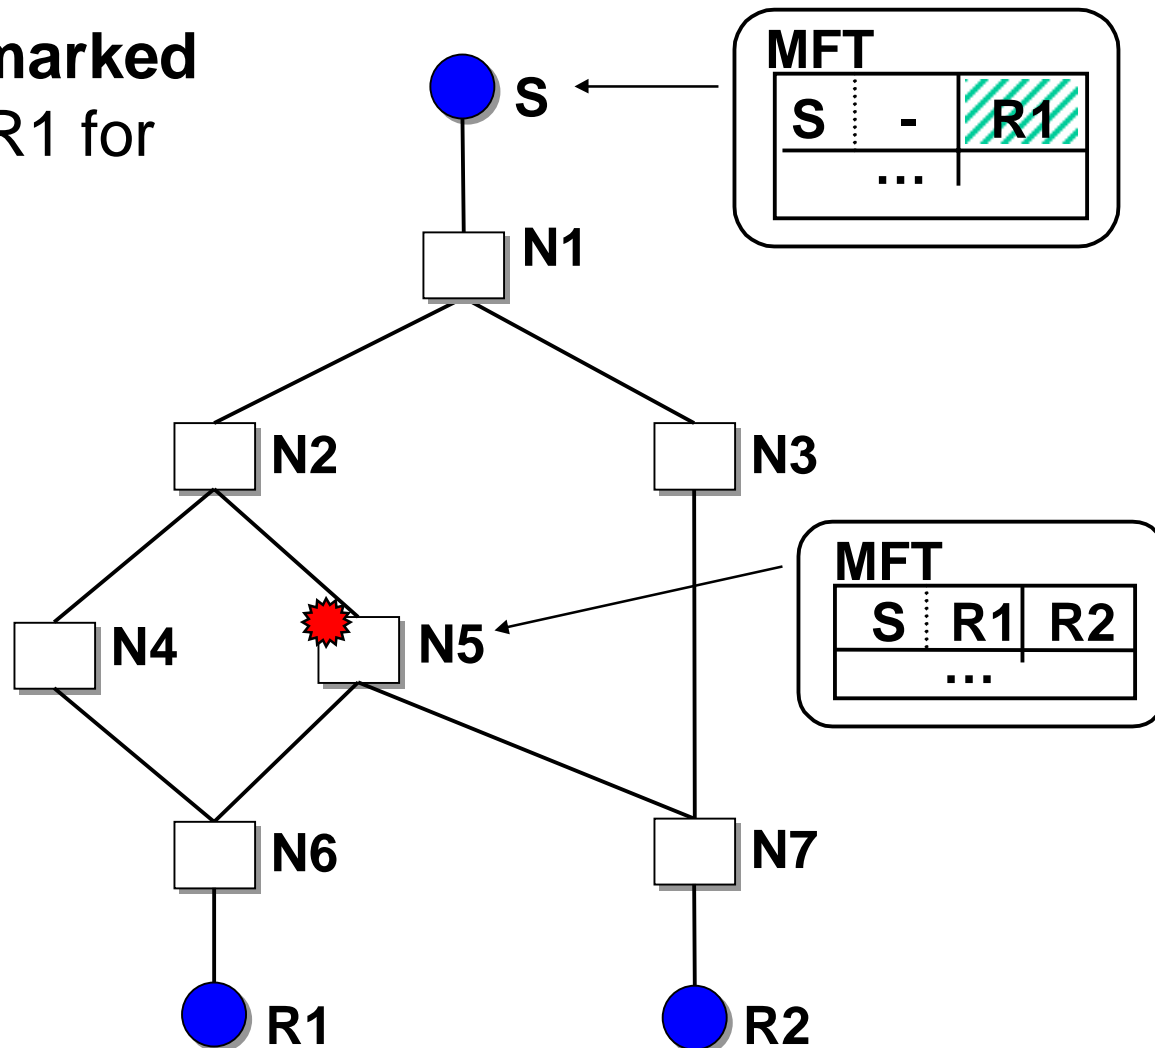 marked
R1 for
S
MFT
S - R1
...
N1
N2
N3
MFT
S R1 R2
...
N4
N5
N6
N7
R1
R2